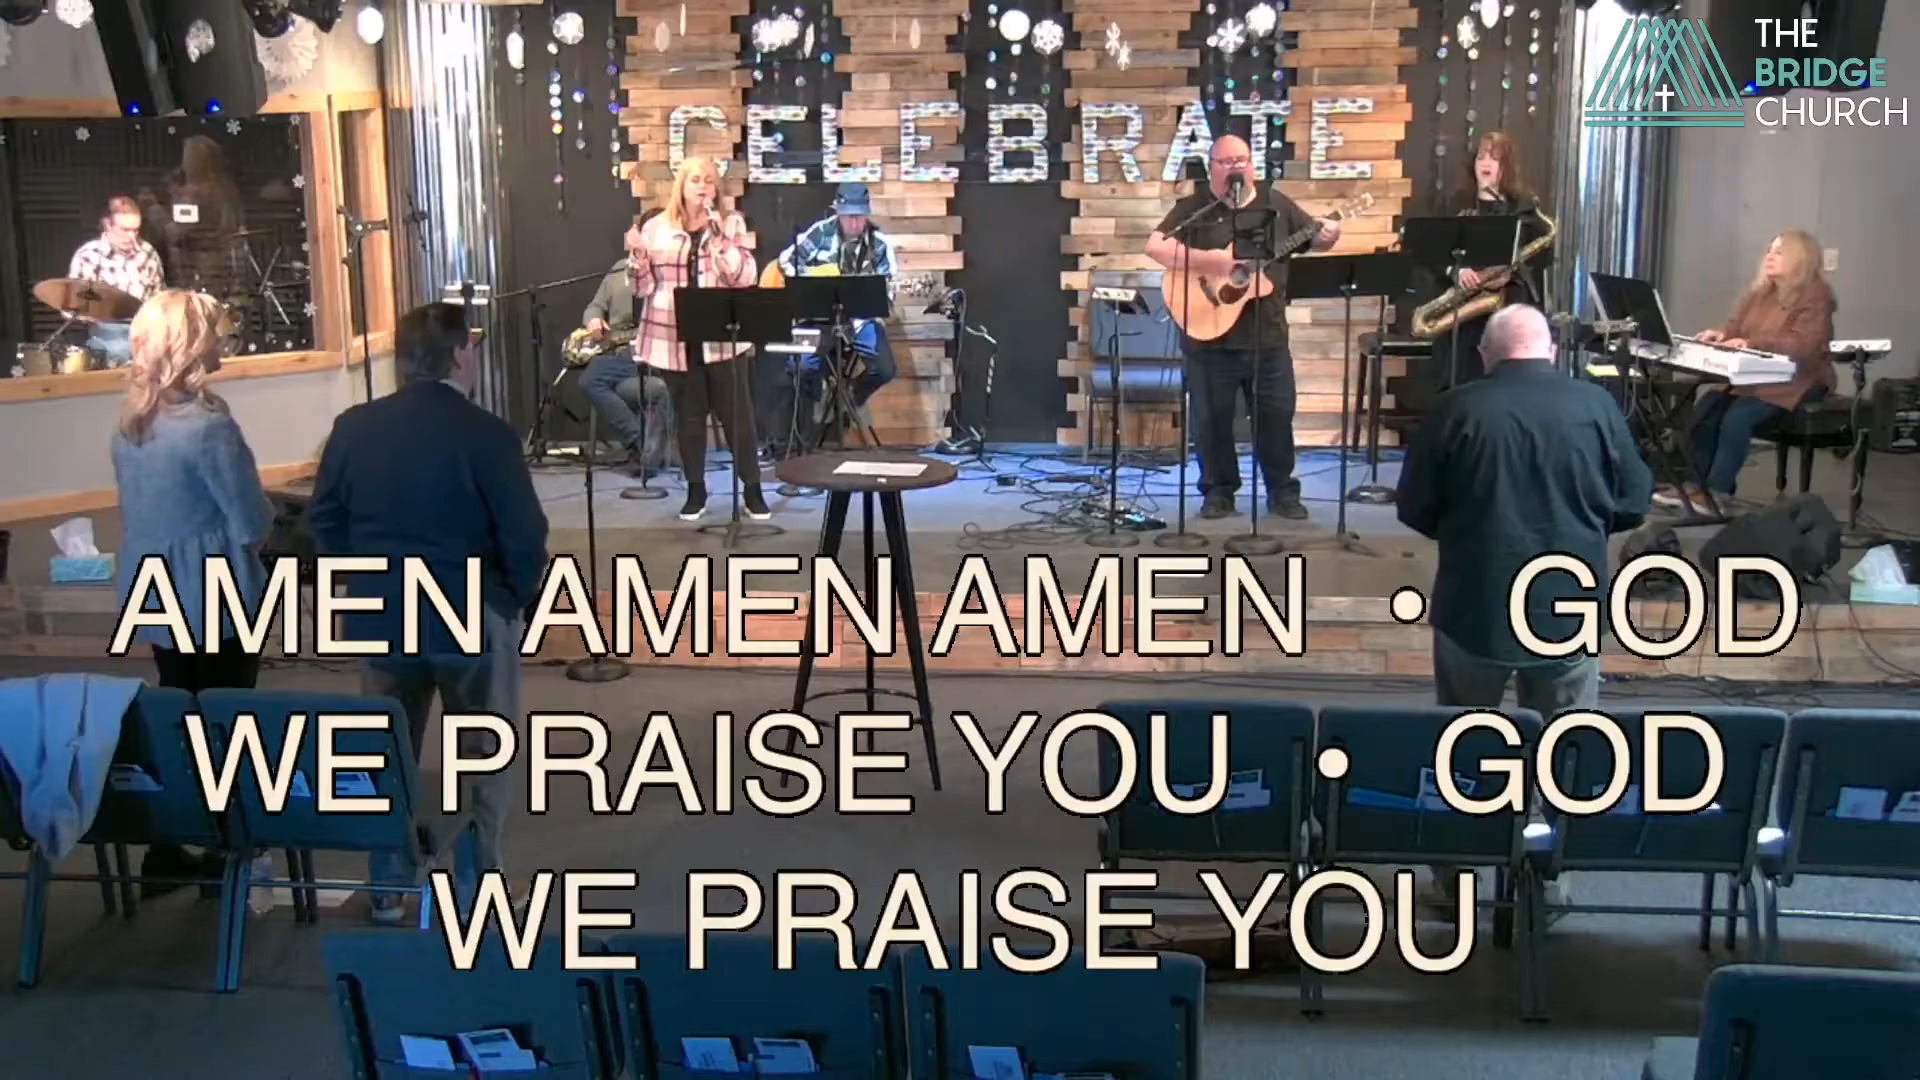 THE
BRIDGE
CHURCH
CELEBRATE
AMEN AMEN AMEN • GOD
WE PRAISE YOU • GOD
WE PRAISE YOU